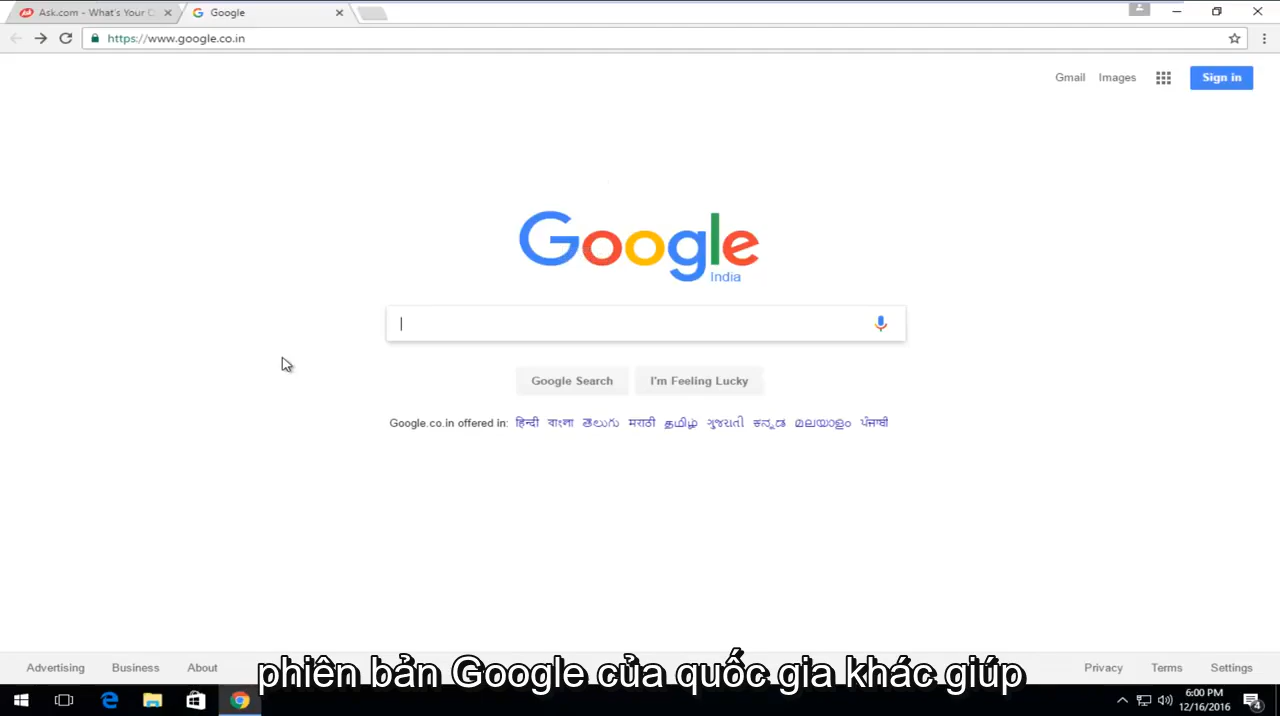 Ask.com - What's Your
Google
https://www.google.co.in
Gmail Images Sign in
Google
India
Google Search I'm Feeling Lucky
Google.co.in offered in: हिन्दी বাংলা తెలుగు मराठी தமிழ் ગુજરાતી ಕನ್ನಡ മലയാളം ਪੰਜਾਬੀ
Advertising Business About Privacy Terms Settings
phiên bản Google của quốc gia khác giúp
6:00 PM
12/16/2016
4